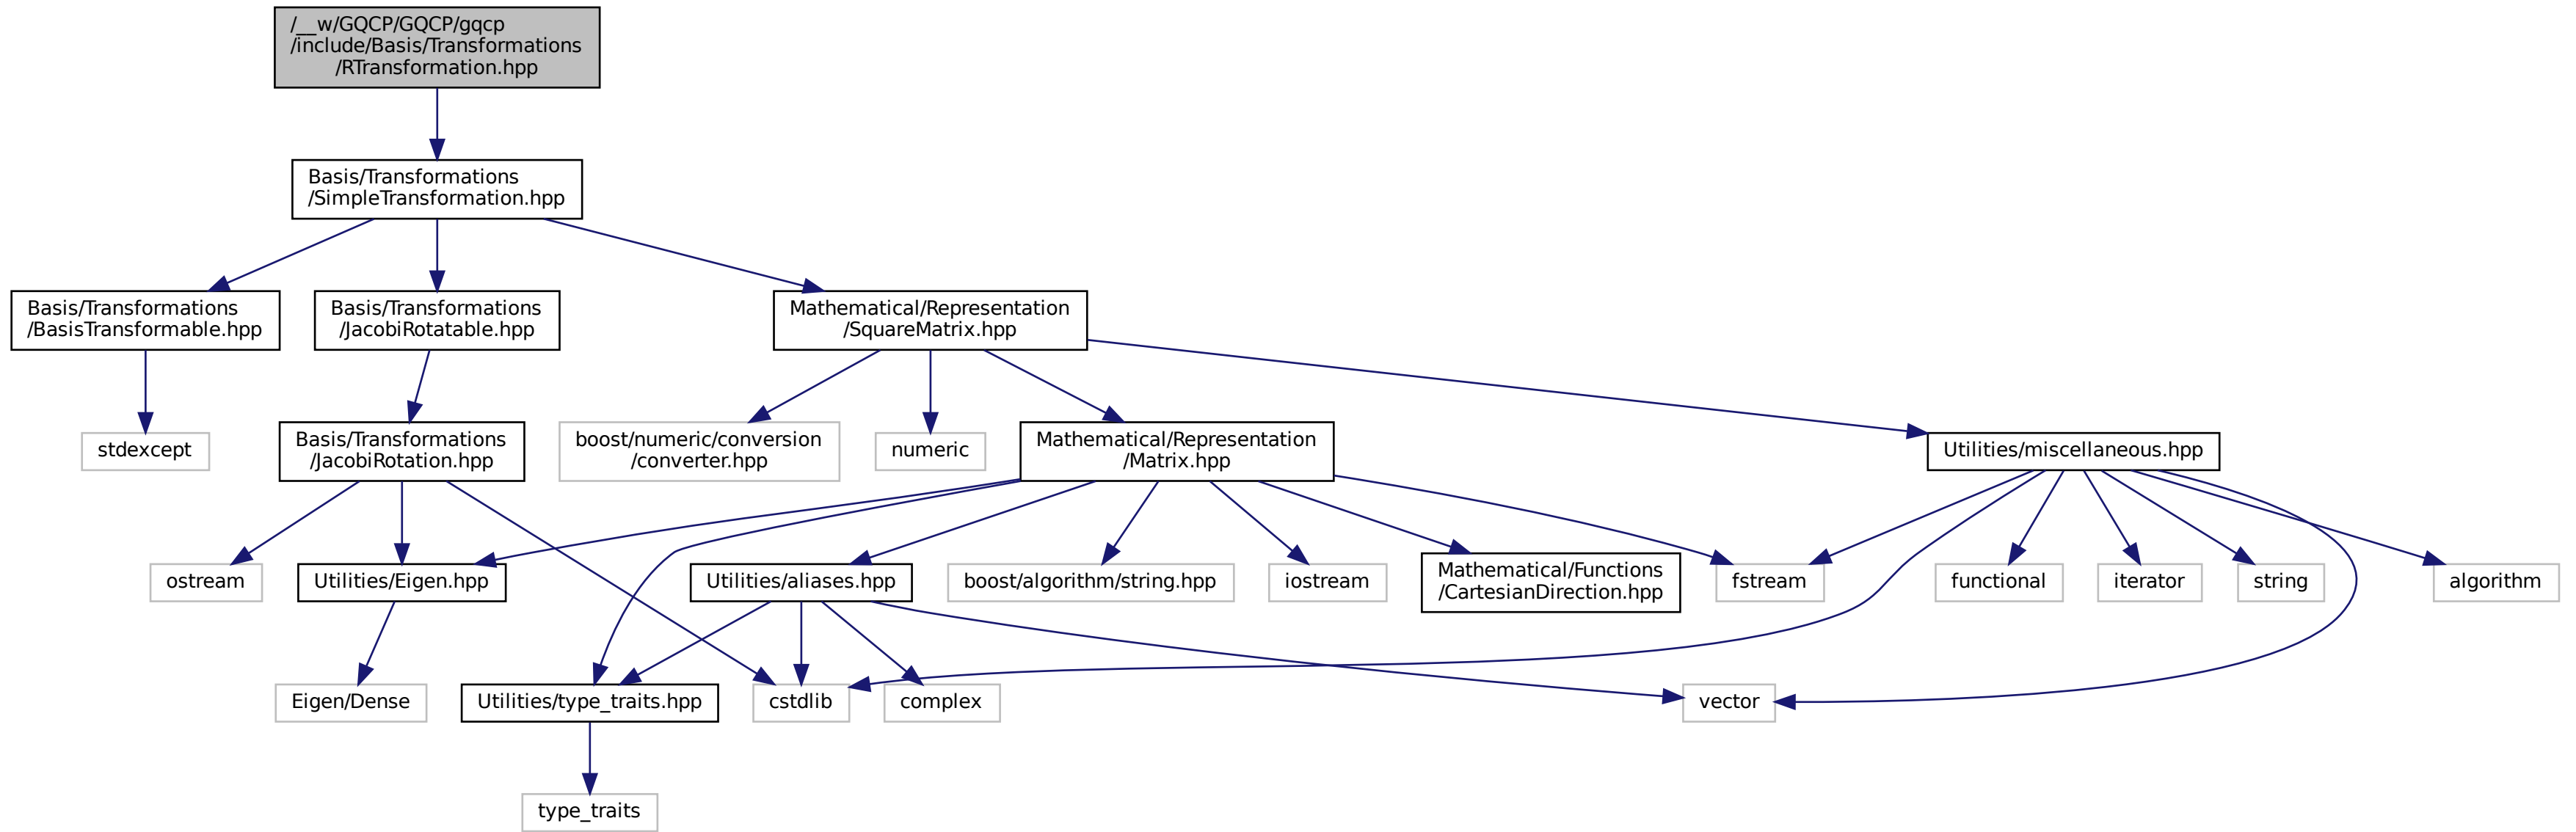 /__w/GQCP/GQCP/gqcp
/include/Basis/Transformations
/RTransformation.hpp
Basis/Transformations
/SimpleTransformation.hpp
Basis/Transformations
/BasisTransformable.hpp
Basis/Transformations
/JacobiRotatable.hpp
Mathematical/Representation
/SquareMatrix.hpp
stdexcept
Basis/Transformations
/JacobiRotation.hpp
boost/numeric/conversion
/converter.hpp
numeric
Mathematical/Representation
/Matrix.hpp
Utilities/miscellaneous.hpp
ostream
Utilities/Eigen.hpp
Utilities/aliases.hpp
boost/algorithm/string.hpp
iostream
Mathematical/Functions
/CartesianDirection.hpp
fstream
functional
iterator
string
algorithm
Eigen/Dense
Utilities/type_traits.hpp
cstdlib
complex
vector
type_traits